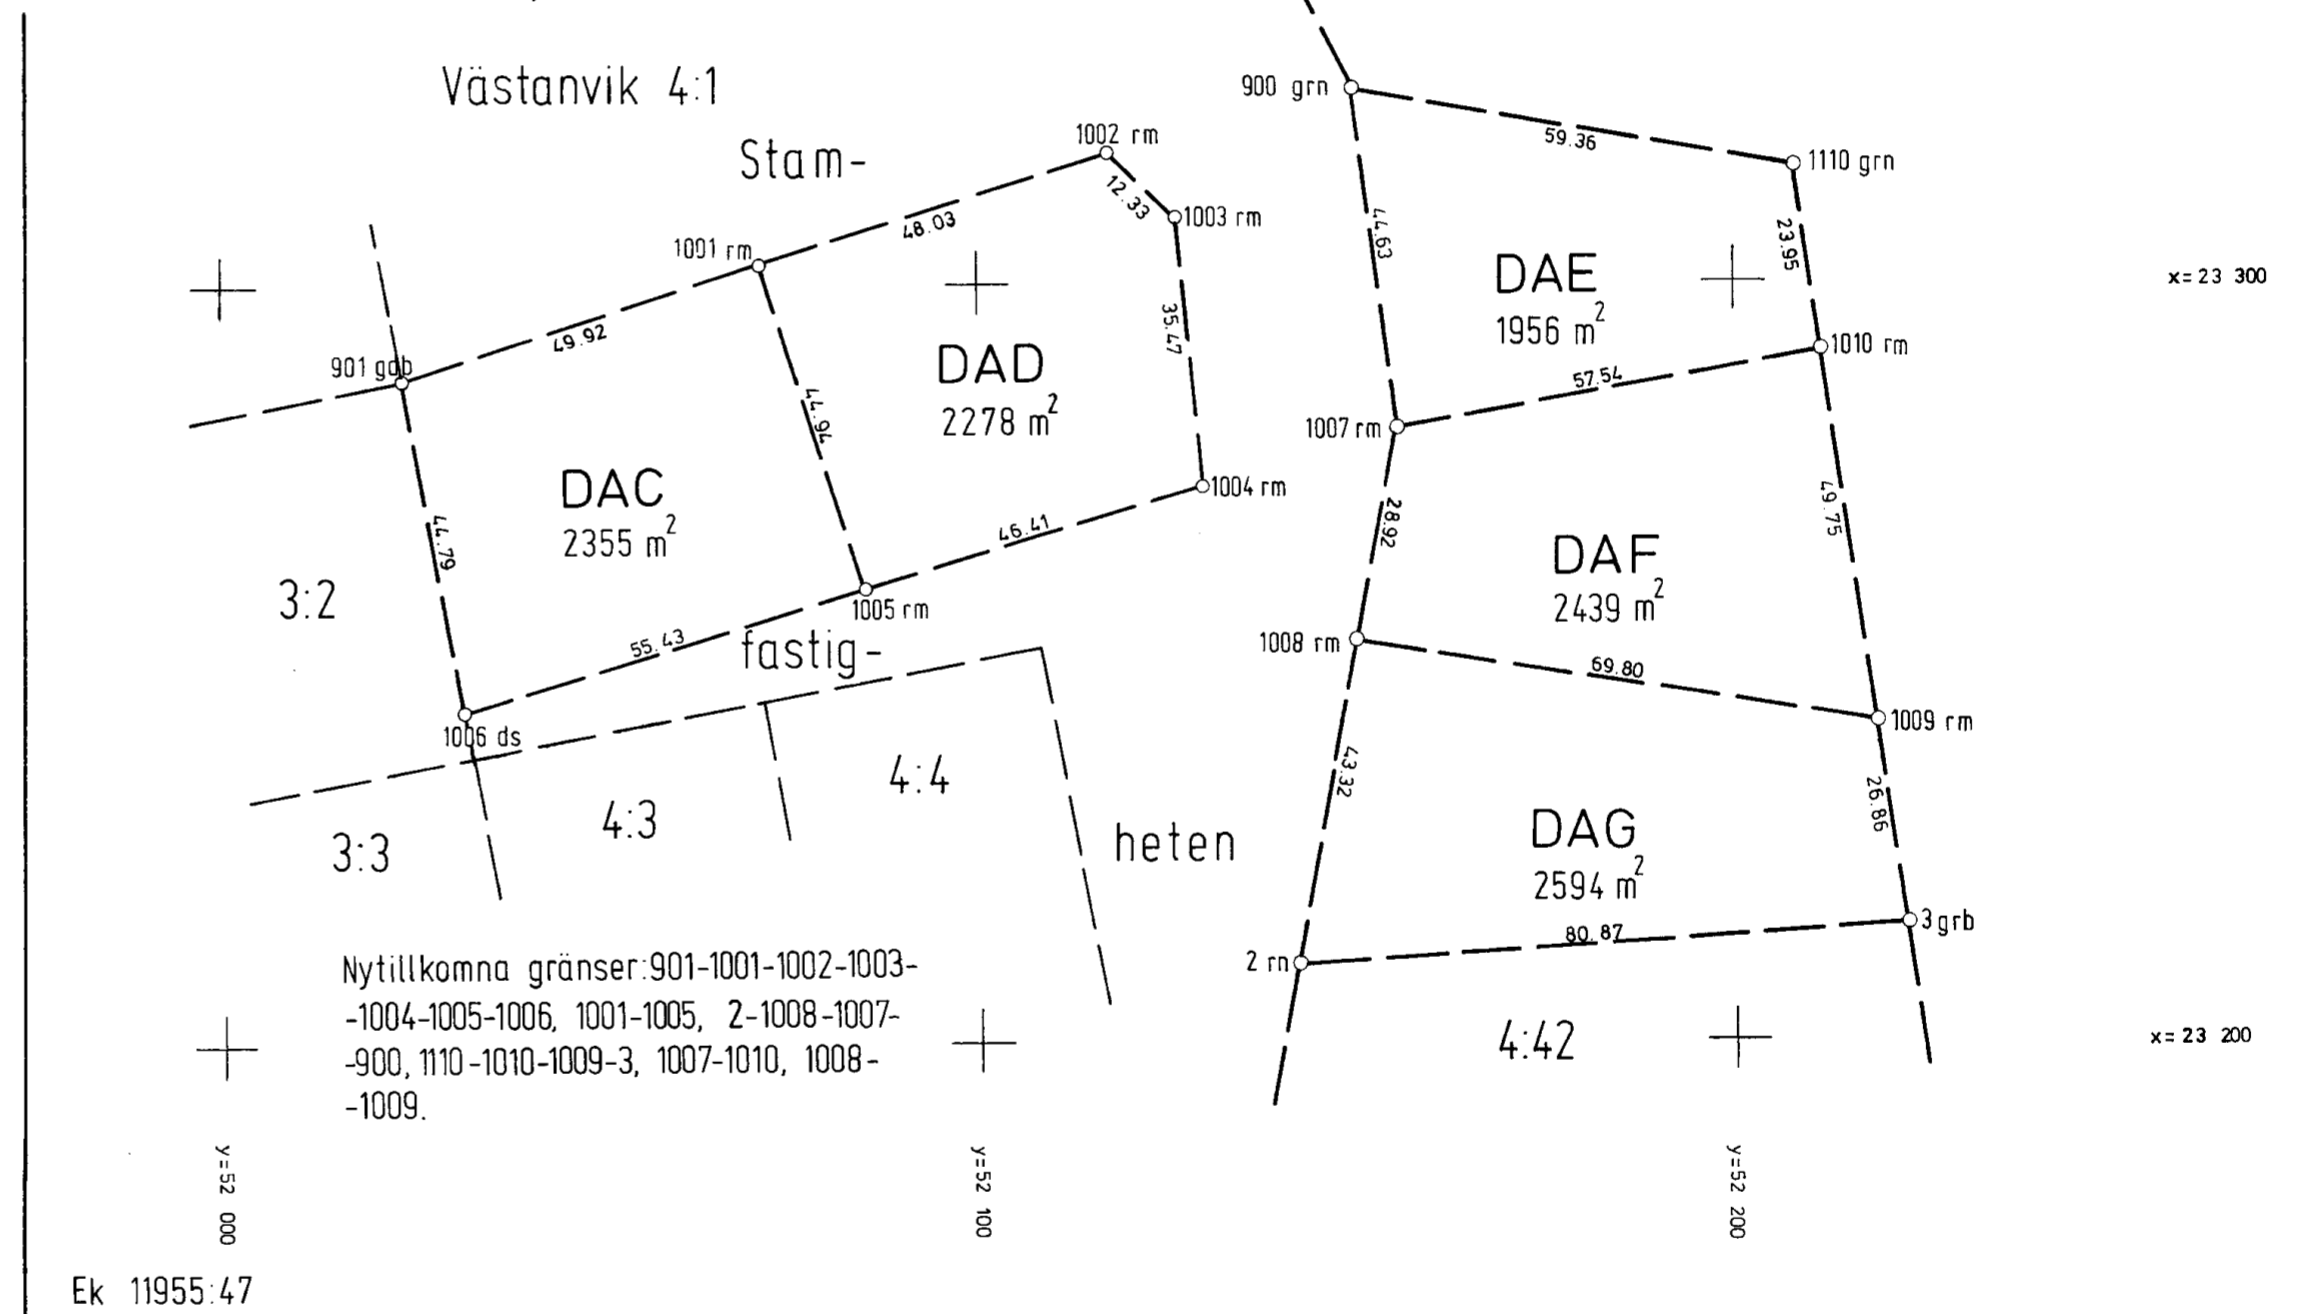 Västanvik 4:1
Stam-
900 grn
59.36
1110 grn
1002 rm
12.33
1003 rm
48.03
1001 rm
49.92
901 gdb
44.63
23.95
DAE
1956 m²
x=23 300
35.47
DAD
2278 m²
44.94
57.54
1010 rm
1007 rm
DAC
2355 m²
44.79
1004 rm
46.41
28.92
49.75
DAF
2439 m²
3:2
1005 rm
55.43
fastig-
1008 rm
69.80
1009 rm
1006 ds
43.32
26.86
4:4
4:3
3:3
heten
DAG
2594 m²
80.87
3 grb
2 rn
Nytillkomna gränser:901-1001-1002-1003-
-1004-1005-1006, 1001-1005, 2-1008-1007-
-900, 1110-1010-1009-3, 1007-1010, 1008-
-1009.
4:42
x=23 200
y=52 000
y=52 100
y=52 200
Ek 11955:47